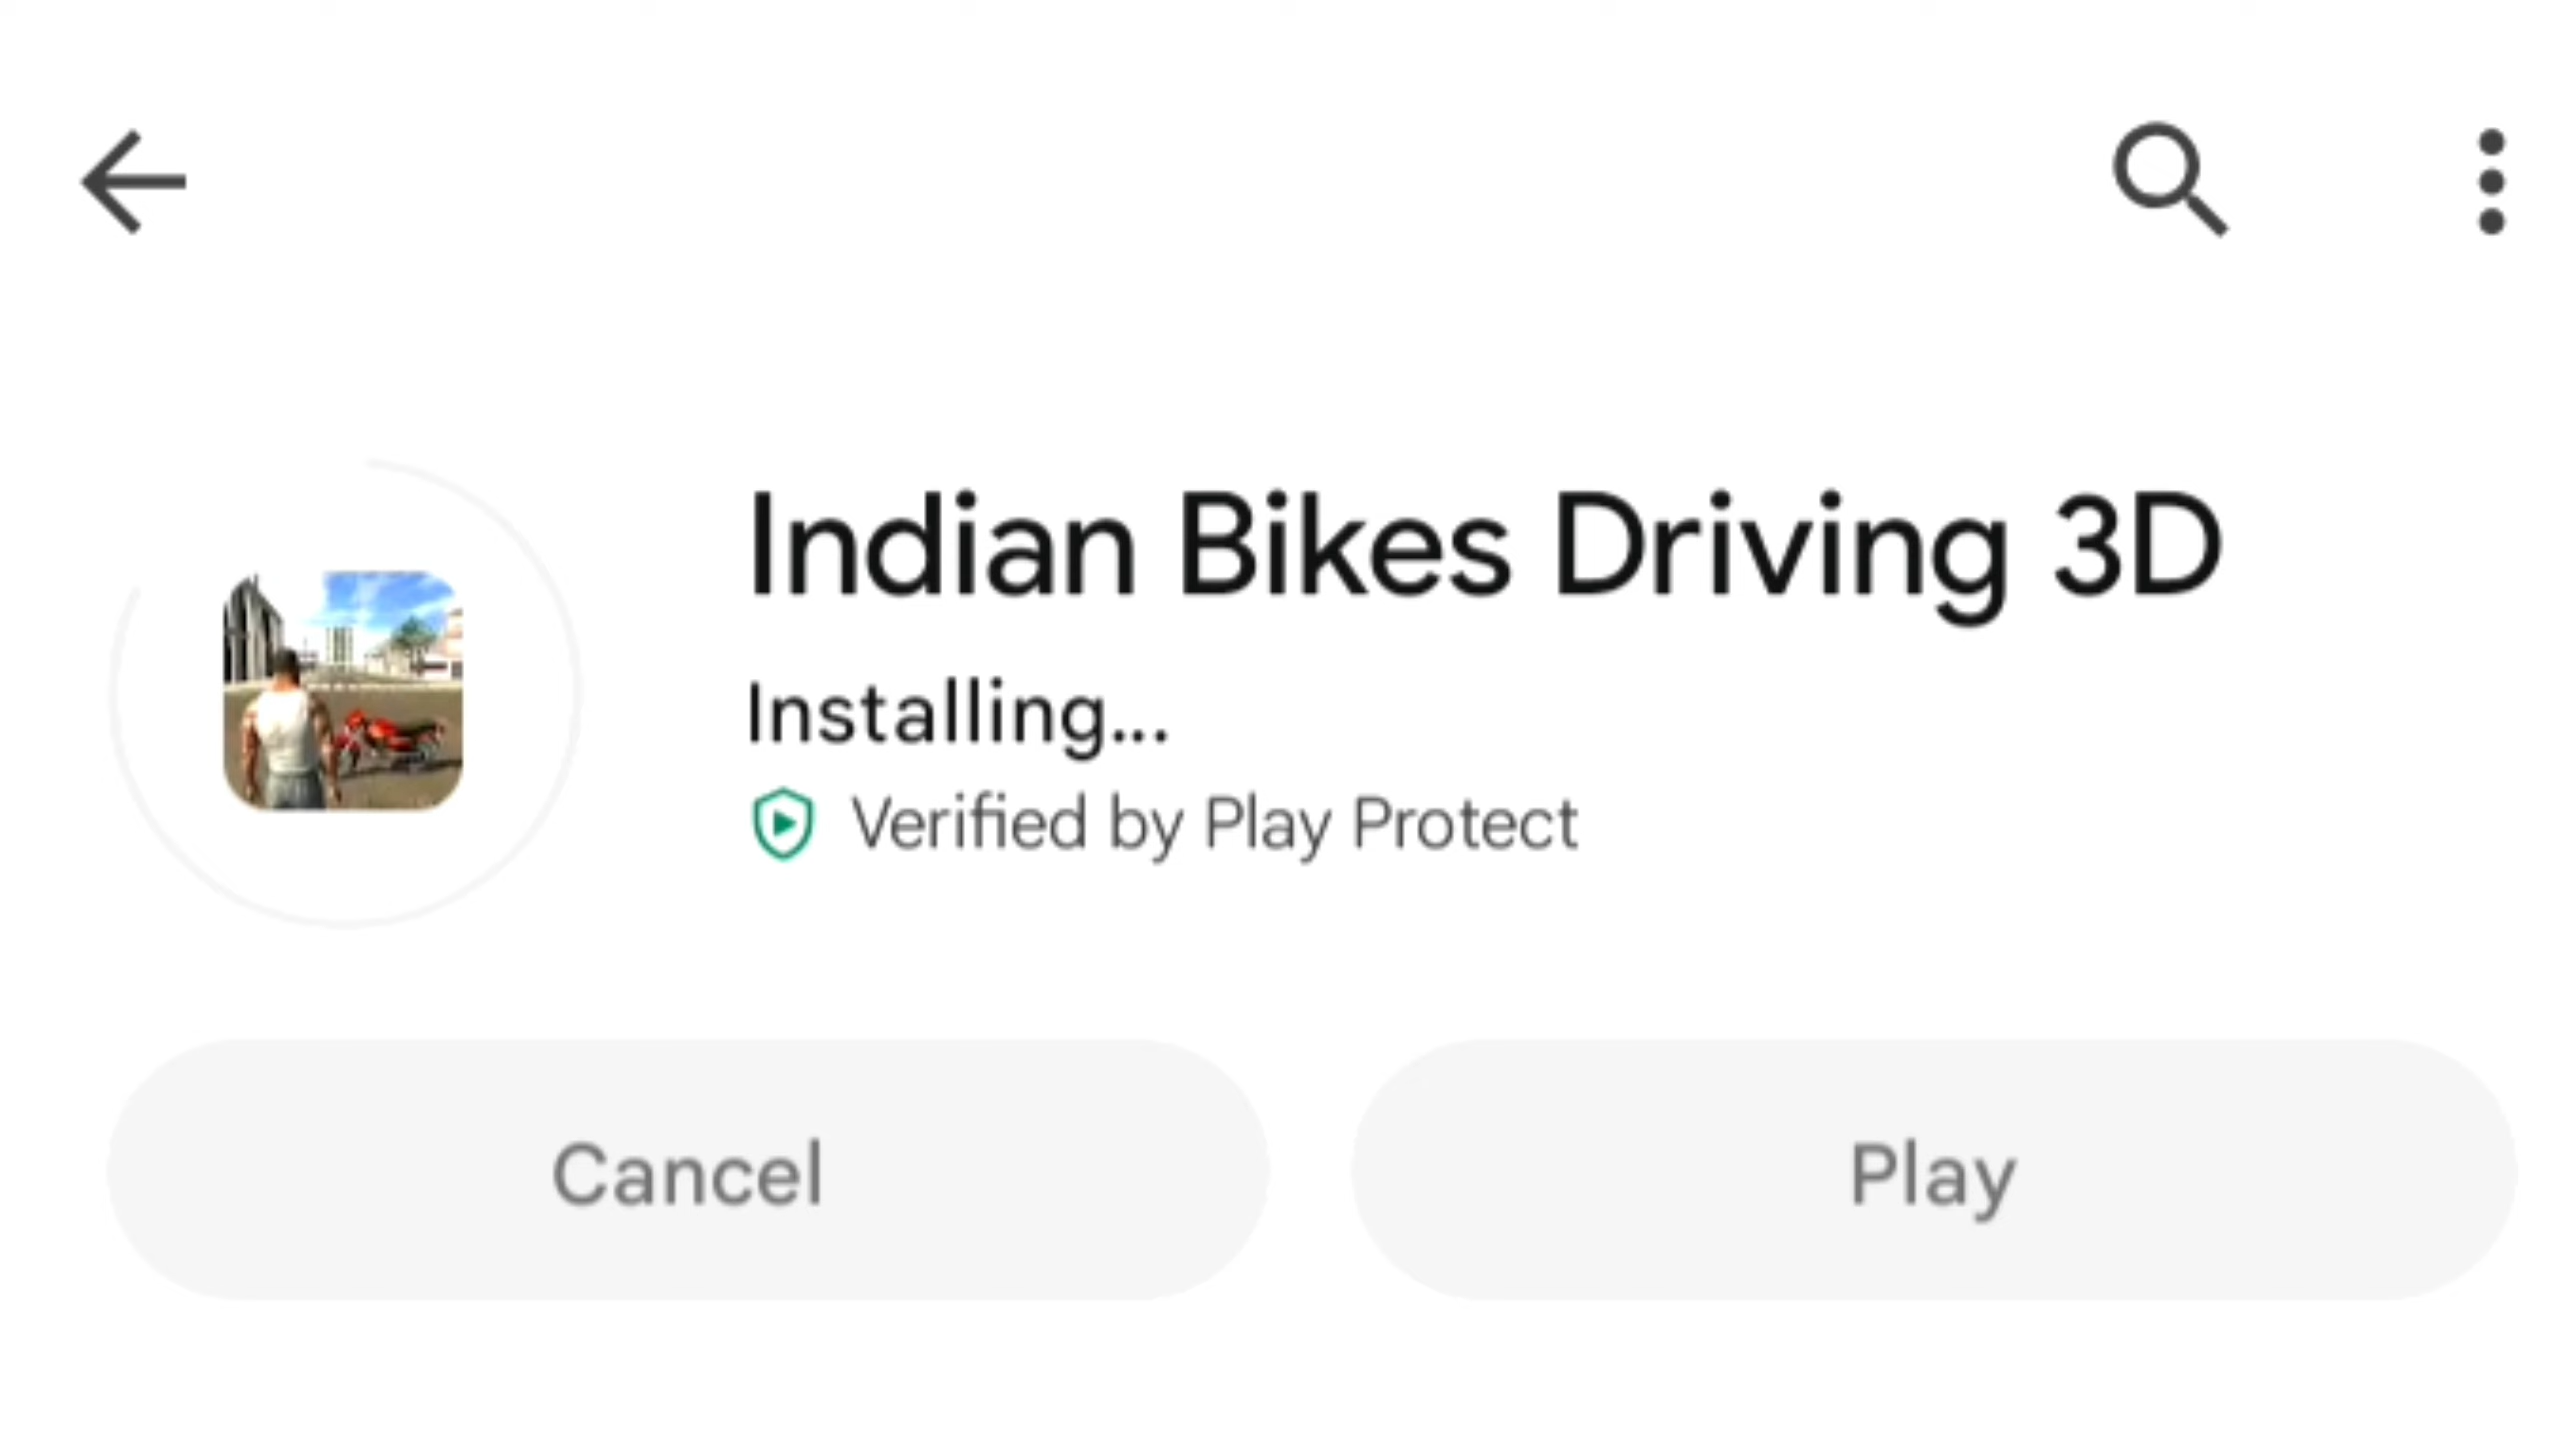 Indian Bikes Driving 3D
Installing...
Verified by Play Protect
Cancel
Play